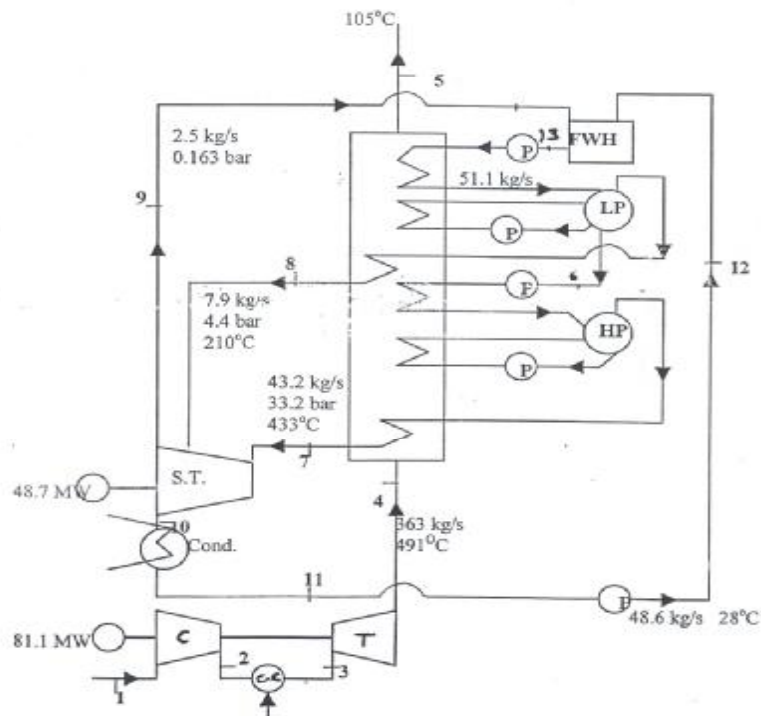 105°C
5
2.5 kg/s
0.163 bar
9
P
13
FWH
51.1 kg/s
LP
P
8
12
7.9 kg/s
4.4 bar
210°C
P
6
HP
P
43.2 kg/s
33.2 bar
433°C
7
S.T.
48.7 MW
4
363 kg/s
491°C
10
Cond.
11
P
48.6 kg/s 28°C
81.1 MW
C
T
2
C.C
3
1